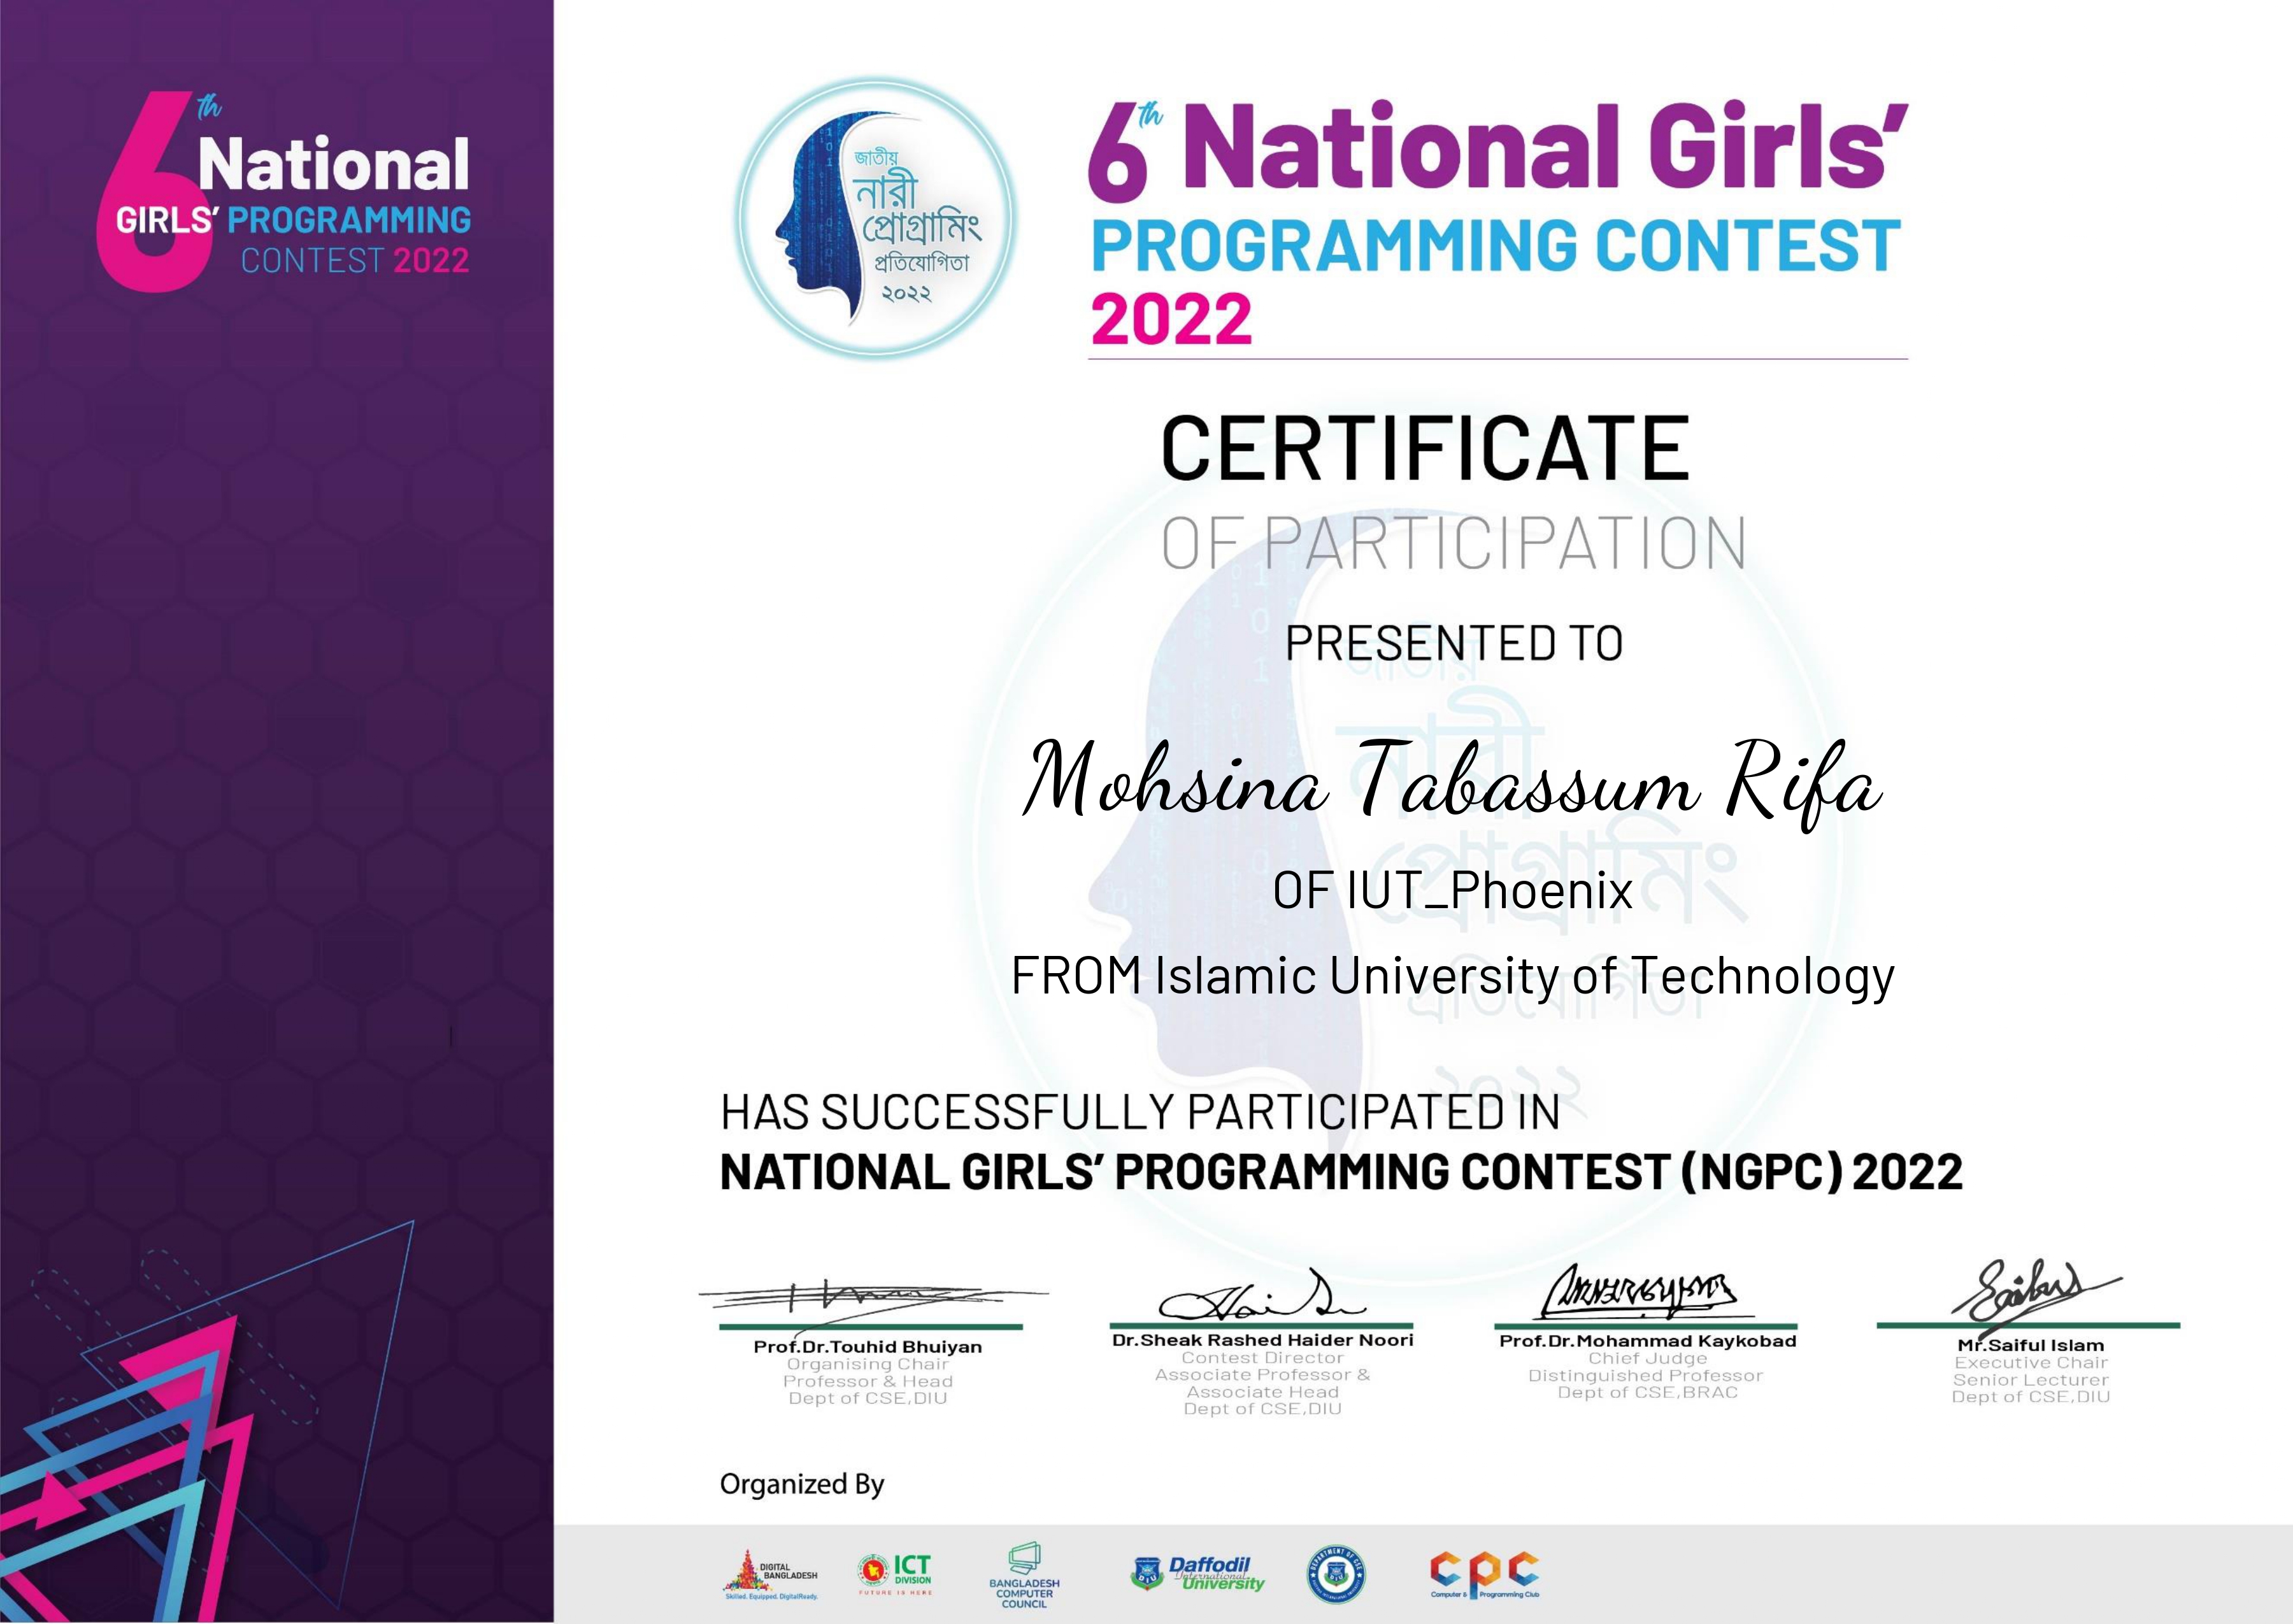 6th National
GIRLS' PROGRAMMING
CONTEST 2022
জাতীয়
নারী
প্রোগ্রামিং
প্রতিযোগিতা
২০২২
6th National Girls'
PROGRAMMING CONTEST
2022
CERTIFICATE
OF PARTICIPATION
PRESENTED TO
Mohsina Tabassum Rifa
OF IUT_Phoenix
FROM Islamic University of Technology
HAS SUCCESSFULLY PARTICIPATED IN
NATIONAL GIRLS' PROGRAMMING CONTEST (NGPC) 2022
Prof.Dr.Touhid Bhuiyan
Organising Chair
Professor & Head
Dept of CSE,DIU
Dr.Sheak Rashed Haider Noori
Contest Director
Associate Professor &
Associate Head
Dept of CSE,DIU
Prof.Dr.Mohammad Kaykobad
Chief Judge
Distinguished Professor
Dept of CSE,BRAC
Mr.Saiful Islam
Executive Chair
Senior Lecturer
Dept of CSE,DIU
Organized By
DIGITAL
BANGLADESH
Skilled. Equipped. DigitalReady.
ICT
DIVISION
FUTURE IS HERE
BANGLADESH
COMPUTER
COUNCIL
DIU
Daffodil
International
University
DEPARTMENT OF CSE
cpc
Computer & Programming Club